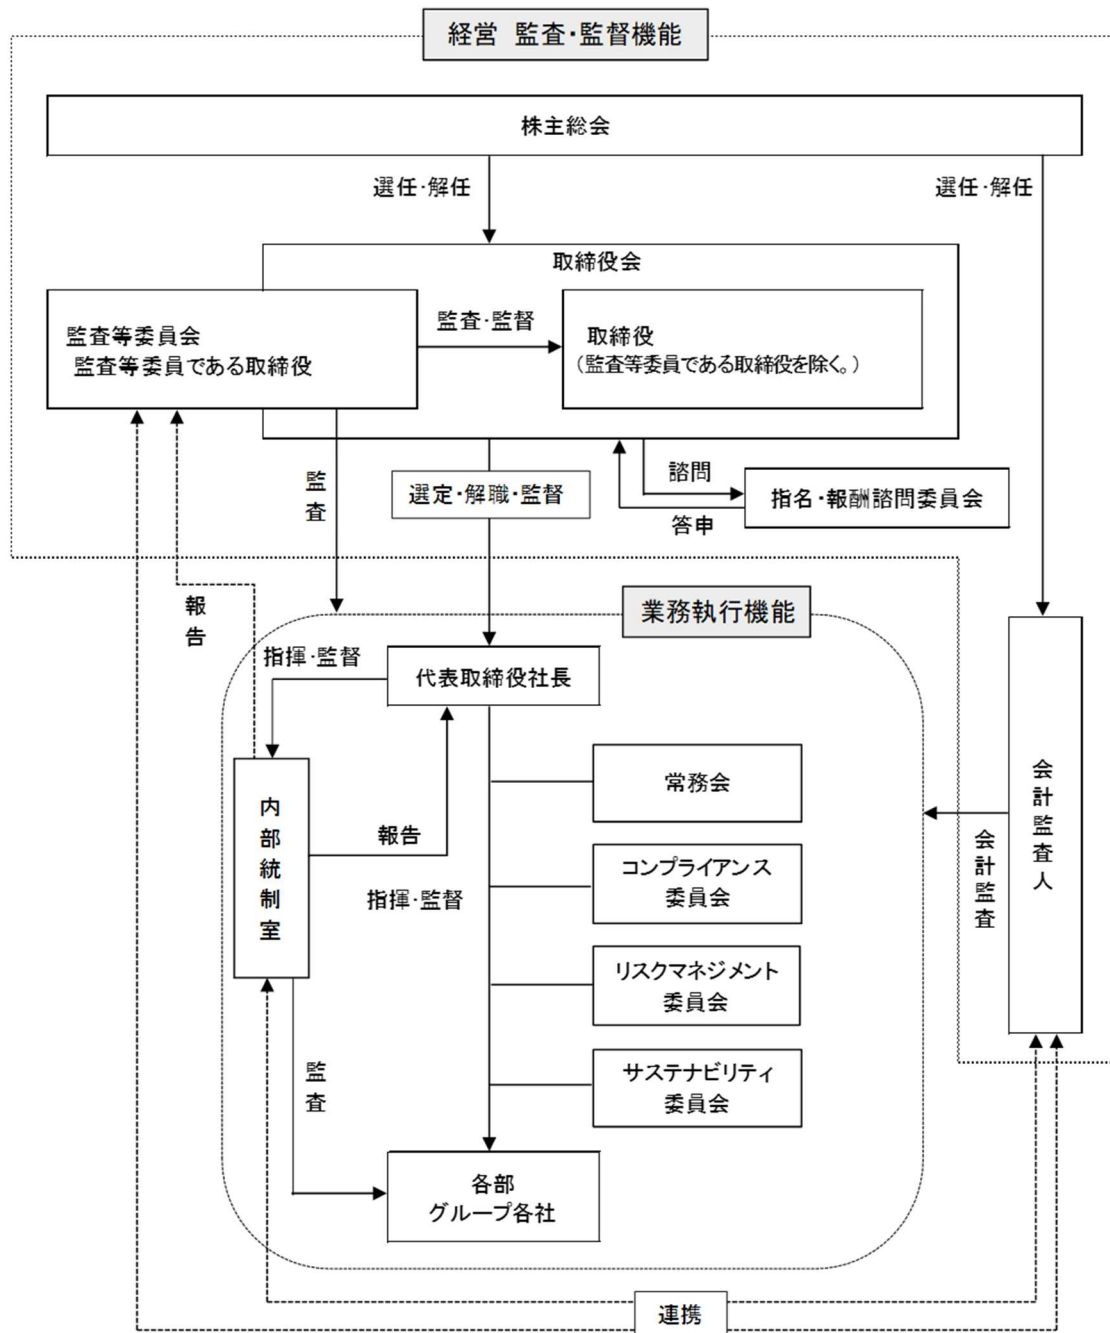 経営　監査・監督機能
株主総会
選任・解任
選任・解任
取締役会
監査等委員会
監査等委員である取締役
監査・監督
取締役
（監査等委員である取締役を除く。）
監査
選定・解職・監督
諮問
答申
指名・報酬諮問委員会
報告
業務執行機能
指揮・監督
代表取締役社長
内部統制室
報告
指揮・監督
常務会
コンプライアンス
委員会
リスクマネジメント
委員会
サステナビリティ
委員会
会計監査
会計監査人
監査
各部
グループ各社
連携